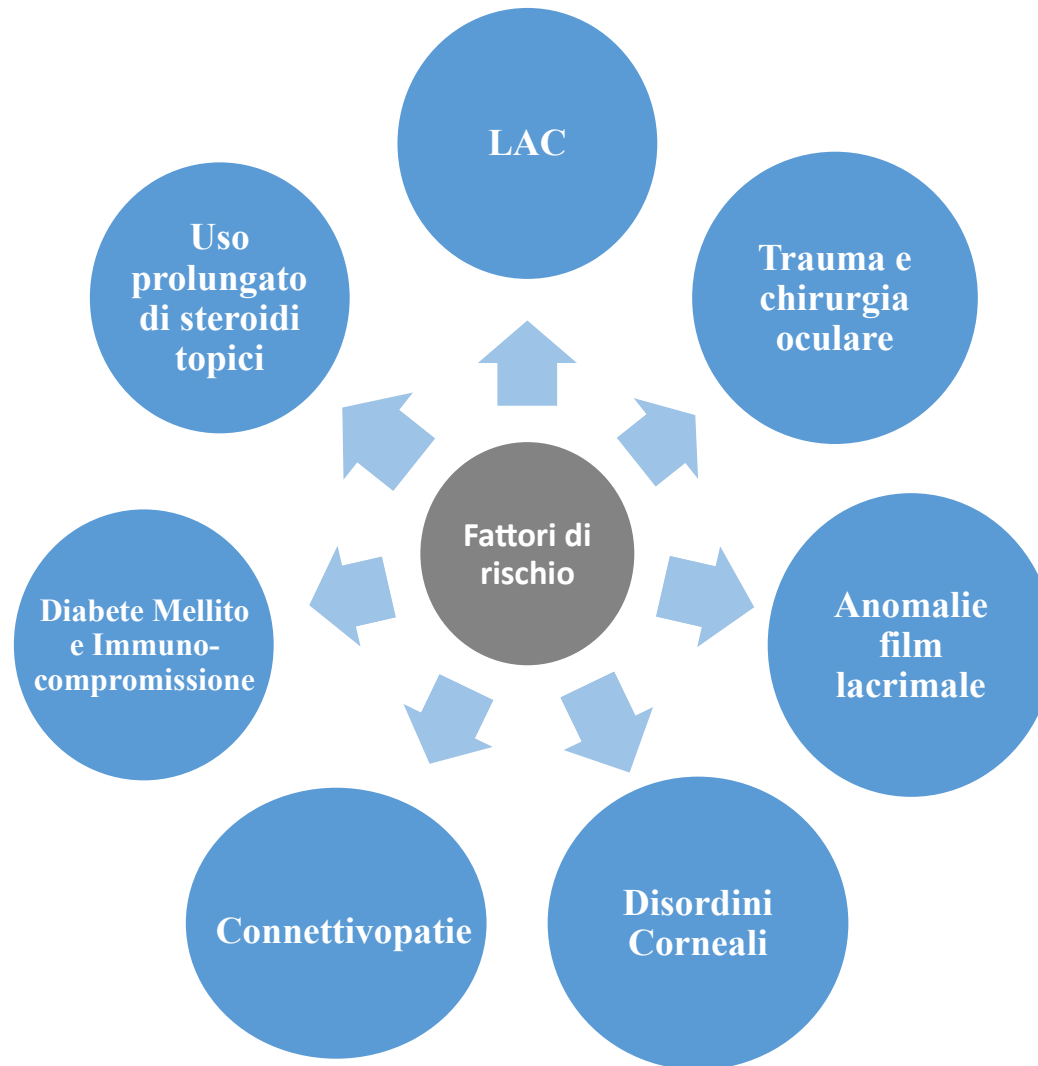 LAC
Uso
prolungato
di steroidi
topici
Trauma e
chirurgia
oculare
Fattori di
rischio
Diabete Mellito
e Immuno-
compromissione
Anomalie
film
lacrimale
Connettivopatie
Disordini
Corneali